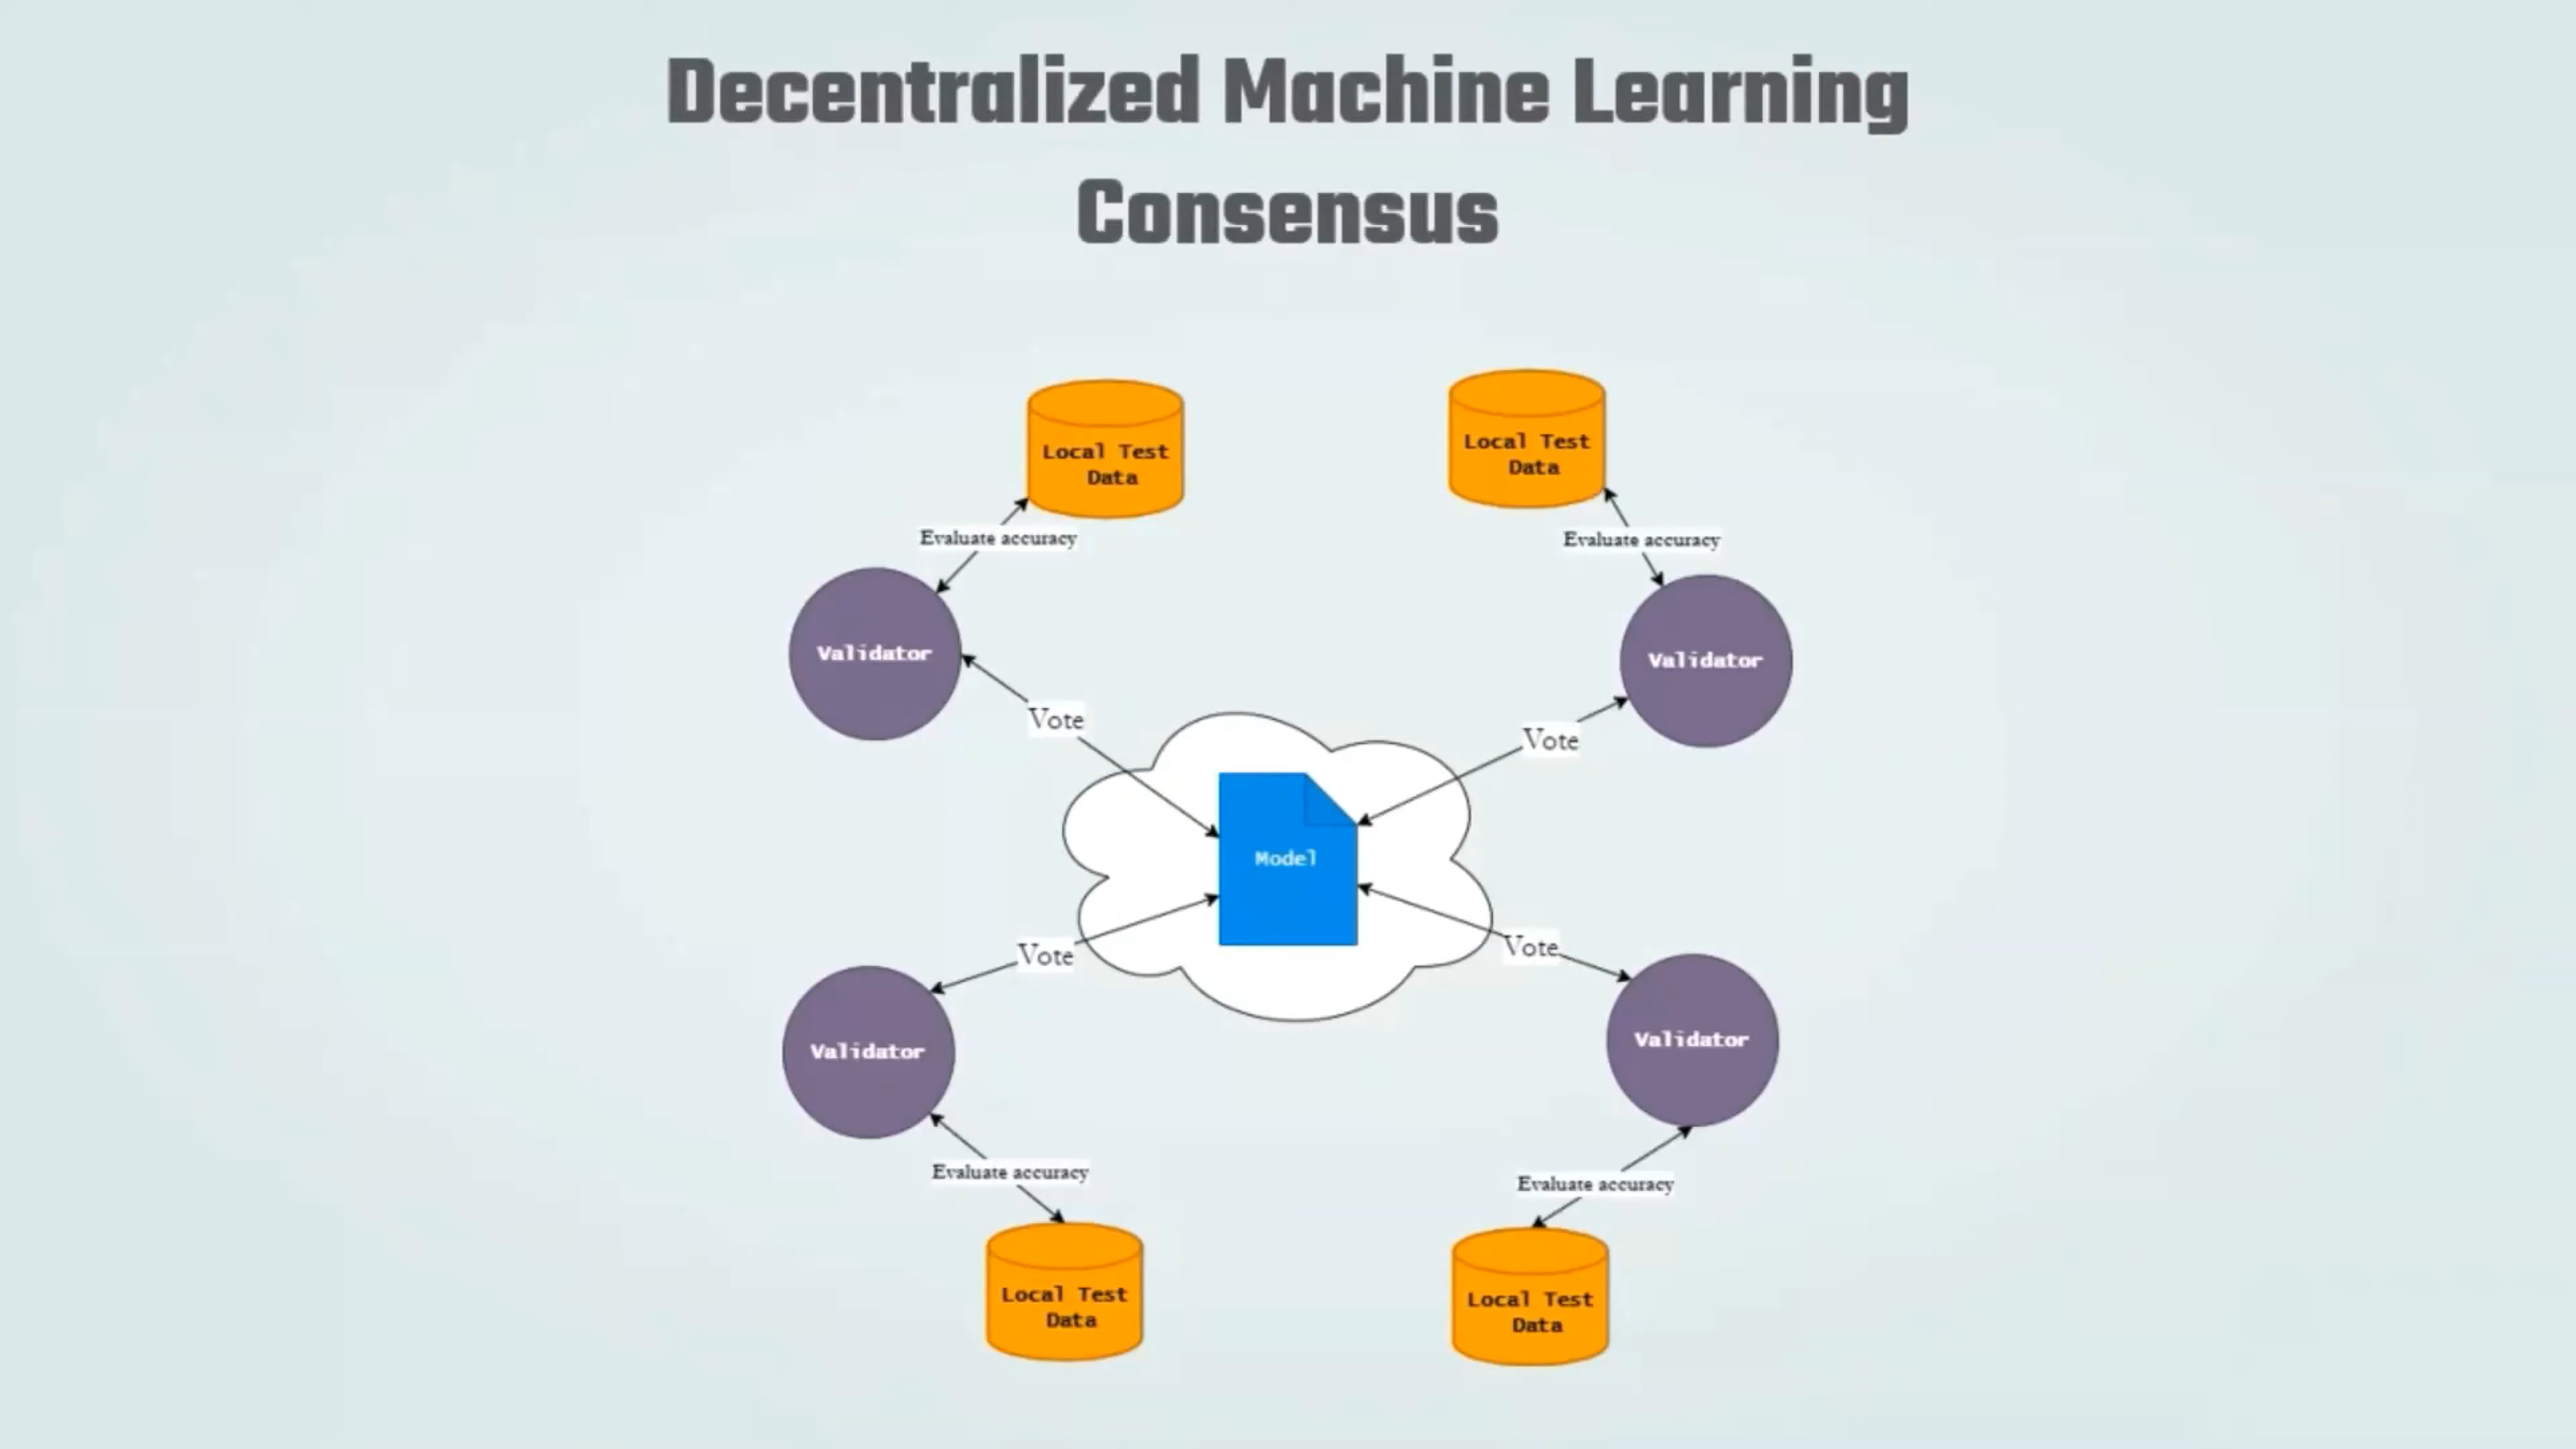 Decentralized Machine Learning
Consensus
Local Test
Data
Local Test
Data
Evaluate accuracy
Evaluate accuracy
Validator
Validator
Vote
Vote
Model
Vote
Vote
Validator
Validator
Evaluate accuracy
Evaluate accuracy
Local Test
Data
Local Test
Data